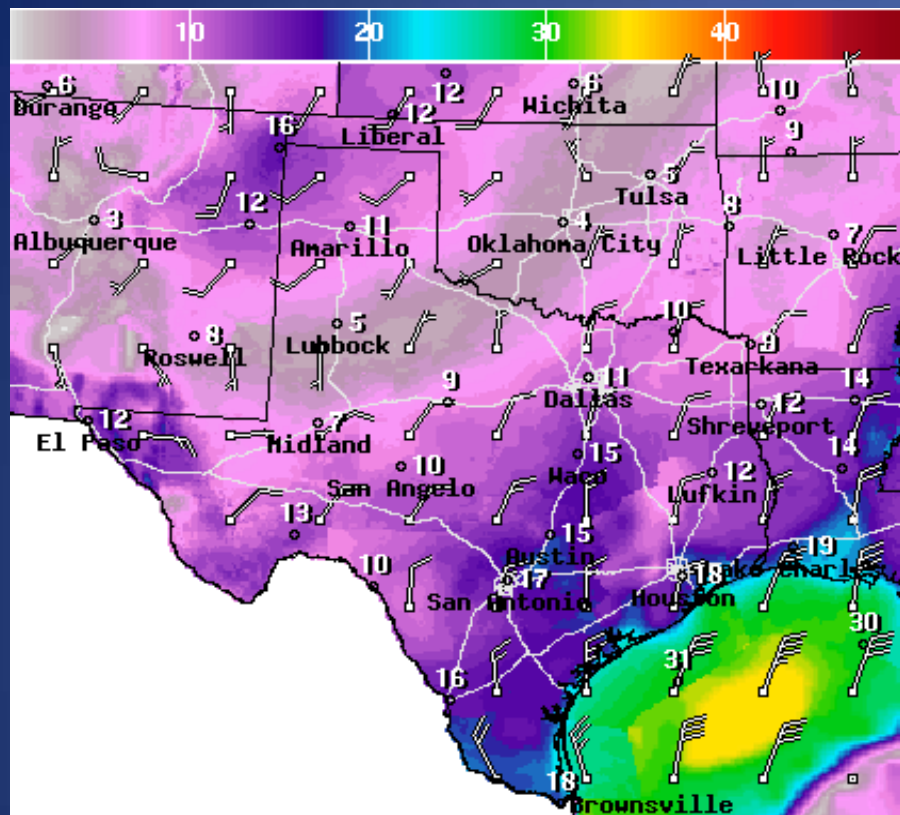 10 20 30 40
6 12 6
Durango 12 Wichita 10
Liberal
16 9
5
Tulsa
12
3 11 4 8 7
Albuquerque Amarillo Oklahoma City Little Rock
8 5 10 9
Roswell Lubbock Texarkana
9 11 14
12 7 Dallas 12
El Paso Midland Shreveport
10 15 12 14
San Angelo Waco Lufkin
13 15 19
Austin Lake Charles
10 17 18
San Antonio Houston
30
31
16
18
Brownsville